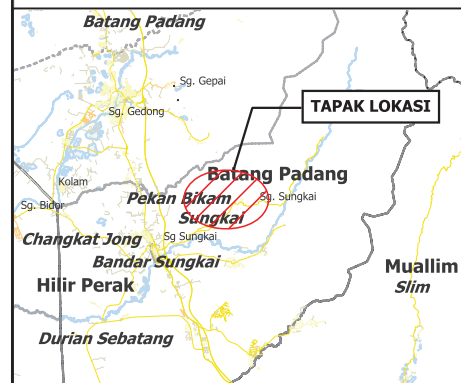 Batang Padang
Sg. Gepai
TAPAK LOKASI
Sg. Gedong
Batang Padang
Kolam
Pekan Bikam
Sg. Sungkai
Sg. Bidor
Sungkai
Changkat Jong
Sg Sungkai
Bandar Sungkai
Muallim
Hilir Perak
Slim
Durian Sebatang